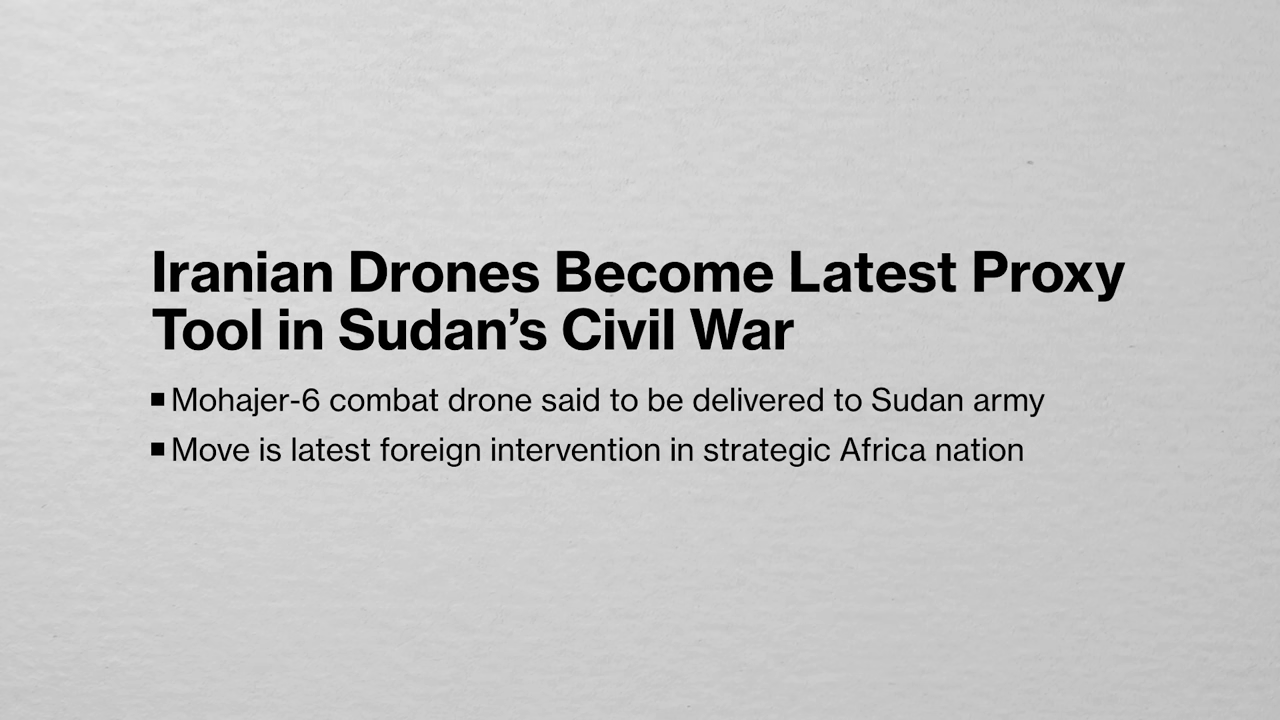 Iranian Drones Become Latest Proxy
Tool in Sudan’s Civil War
▪ Mohajer-6 combat drone said to be delivered to Sudan army
▪ Move is latest foreign intervention in strategic Africa nation